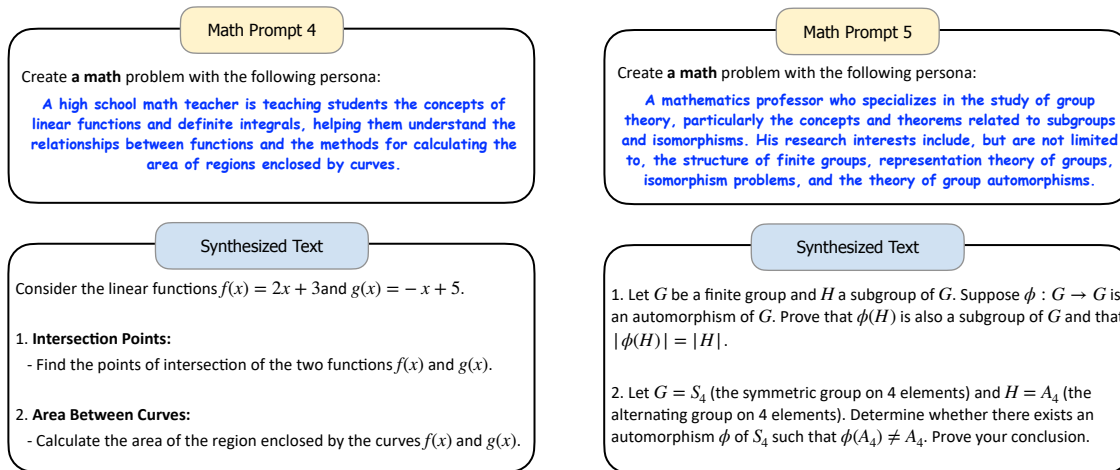 Math Prompt 4
Create a math problem with the following persona:
A high school math teacher is teaching students the concepts of
linear functions and definite integrals, helping them understand the
relationships between functions and the methods for calculating the
area of regions enclosed by curves.
Synthesized Text
Consider the linear functions f(x) = 2x + 3and g(x) = − x + 5.
1. Intersection Points:
- Find the points of intersection of the two functions f(x) and g(x).
2. Area Between Curves:
- Calculate the area of the region enclosed by the curves f(x) and g(x).
Math Prompt 5
Create a math problem with the following persona:
A mathematics professor who specializes in the study of group
theory, particularly the concepts and theorems related to subgroups
and isomorphisms. His research interests include, but are not limited
to, the structure of finite groups, representation theory of groups,
isomorphism problems, and the theory of group automorphisms.
Synthesized Text
1. Let G be a finite group and H a subgroup of G. Suppose ϕ : G → G is
an automorphism of G. Prove that ϕ(H) is also a subgroup of G and that
|ϕ(H)| = |H|.
2. Let G = S₄ (the symmetric group on 4 elements) and H = A₄ (the
alternating group on 4 elements). Determine whether there exists an
automorphism ϕ of S₄ such that ϕ(A₄) ≠ A₄. Prove your conclusion.